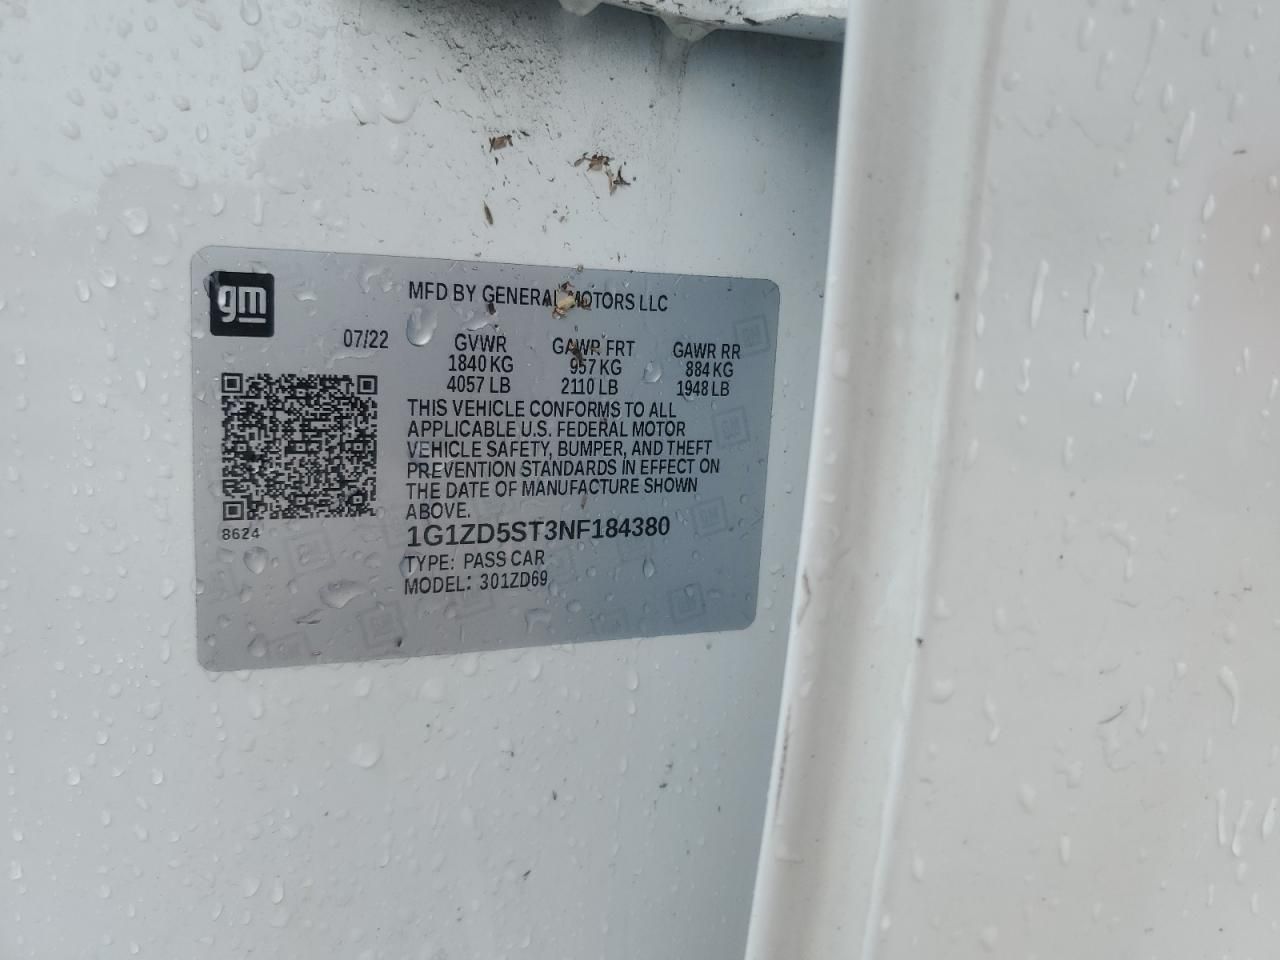 gm
MFD BY GENERAL MOTORS LLC
07/22
GVWR GAWR FRT GAWR RR
1840 KG 957 KG 884 KG
4057 LB 2110 LB 1948 LB
THIS VEHICLE CONFORMS TO ALL
APPLICABLE U.S. FEDERAL MOTOR
VEHICLE SAFETY, BUMPER, AND THEFT
PREVENTION STANDARDS IN EFFECT ON
THE DATE OF MANUFACTURE SHOWN
ABOVE.
8624
1G1ZD5ST3NF184380
TYPE: PASS CAR
MODEL: 301ZD69